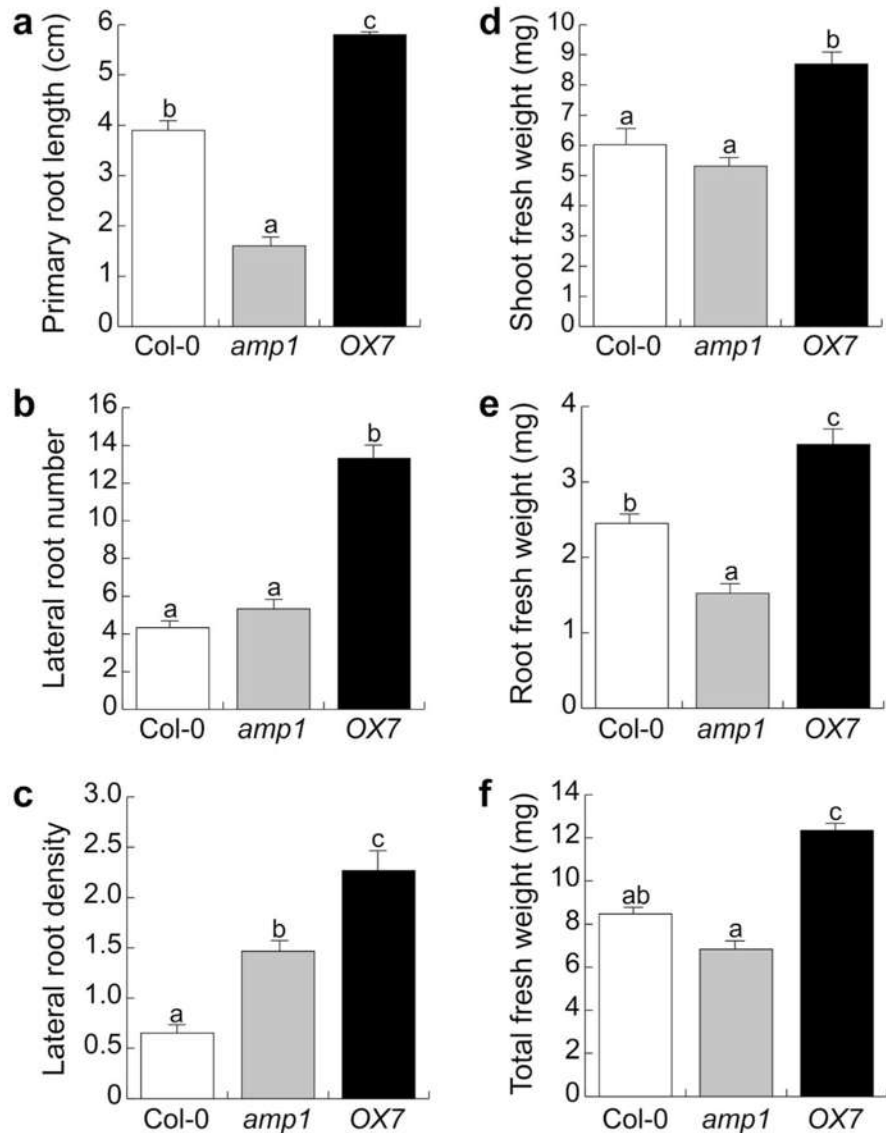 a
Primary root length (cm)
6
5
4
3
2
1
0
b
a
c
Col-0 amp1 OX7
b
Lateral root number
16
14
12
10
8
6
4
2
0
a
a
b
Col-0 amp1 OX7
c
Lateral root density
3.0
2.5
2.0
1.5
1.0
0.5
0
a
b
c
Col-0 amp1 OX7
d
Shoot fresh weight (mg)
10
9
8
7
6
5
4
3
2
1
0
a
a
b
Col-0 amp1 OX7
e
Root fresh weight (mg)
4
3
2
1
0
b
a
c
Col-0 amp1 OX7
f
Total fresh weight (mg)
14
12
10
8
6
4
2
0
ab
a
c
Col-0 amp1 OX7